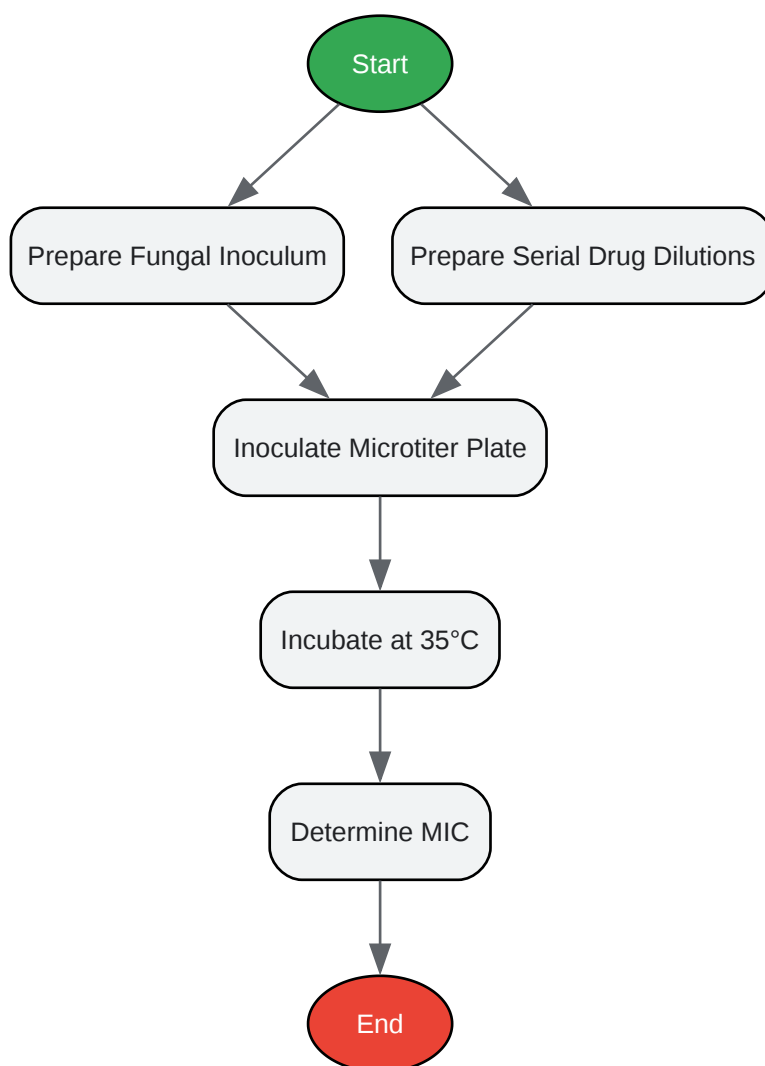 Start
Prepare Fungal Inoculum
Prepare Serial Drug Dilutions
Inoculate Microtiter Plate
Incubate at 35°C
Determine MIC
End